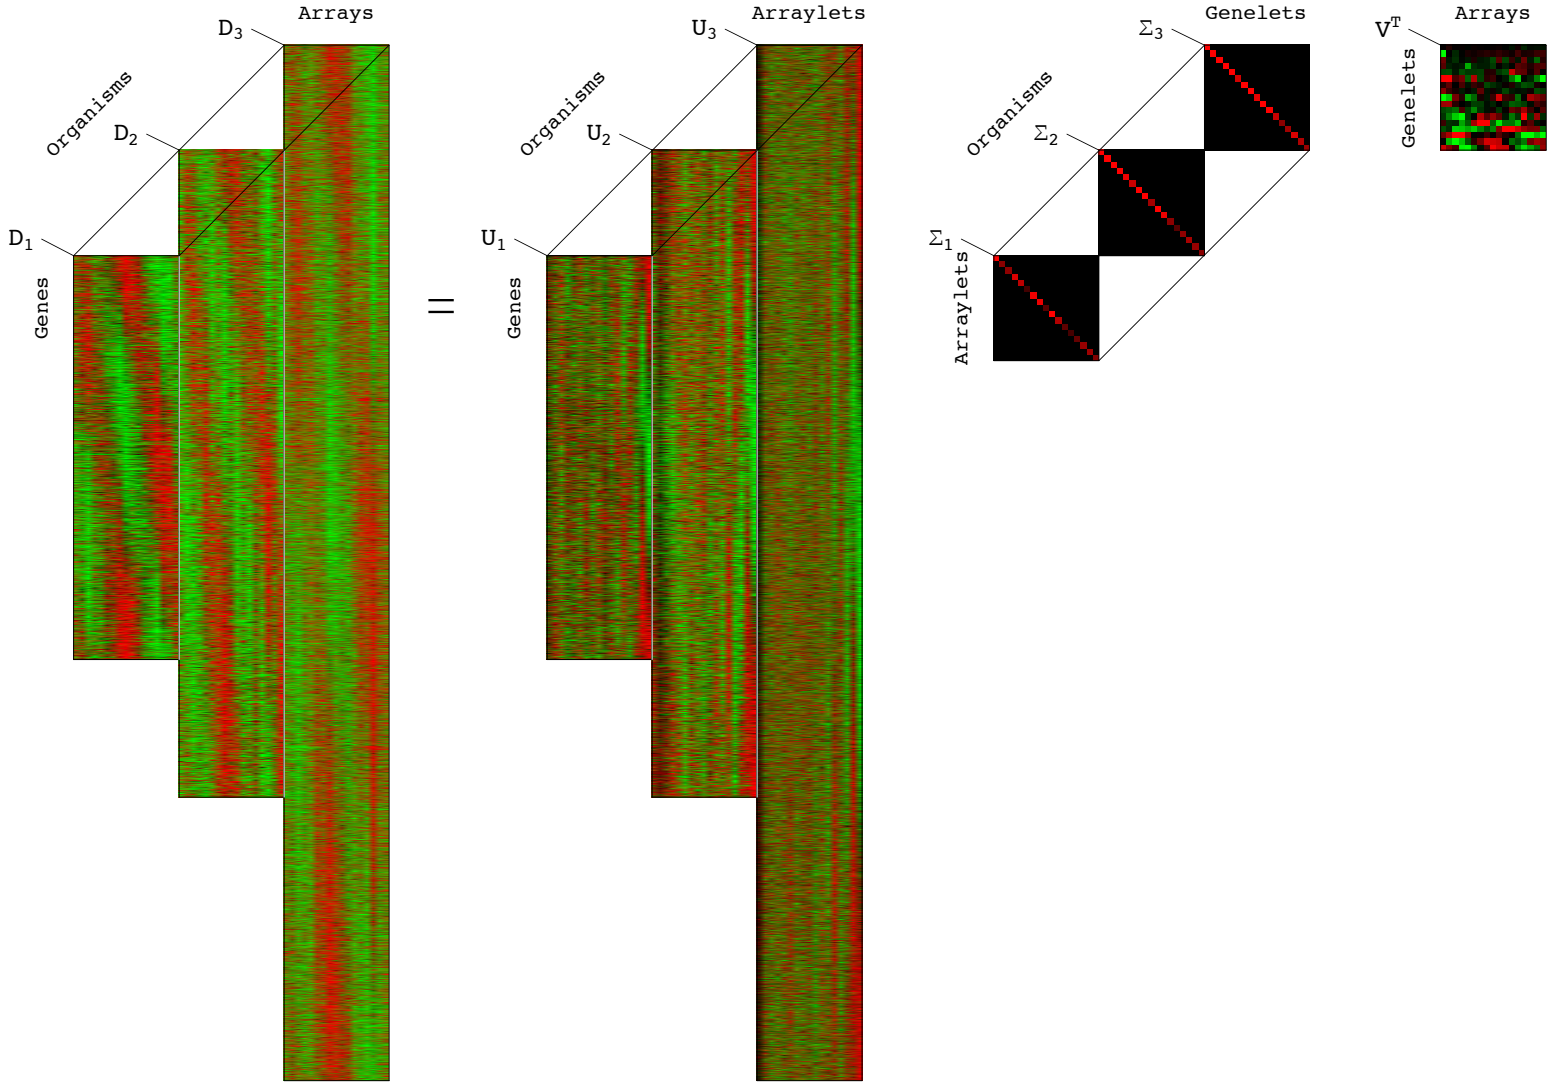 Arrays
D3
Organisms
D2
D1
Genes
=
Arraylets
U3
Organisms
U2
U1
Genes
Genelets
Σ3
Organisms
Σ2
Σ1
Arraylets
Arrays
V^T
Genelets